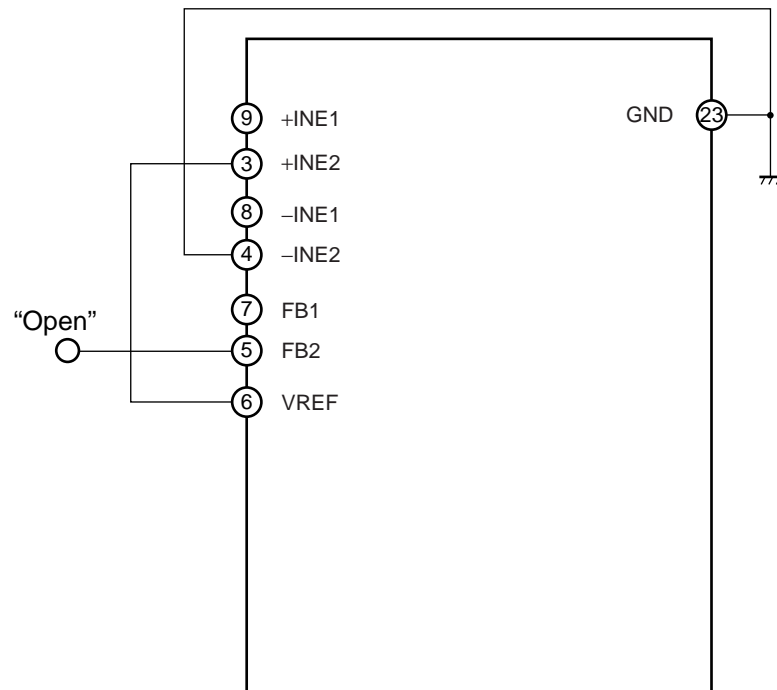 9 +INE1
GND 23
3 +INE2
8 −INE1
4 −INE2
7 FB1
“Open”
5 FB2
6 VREF